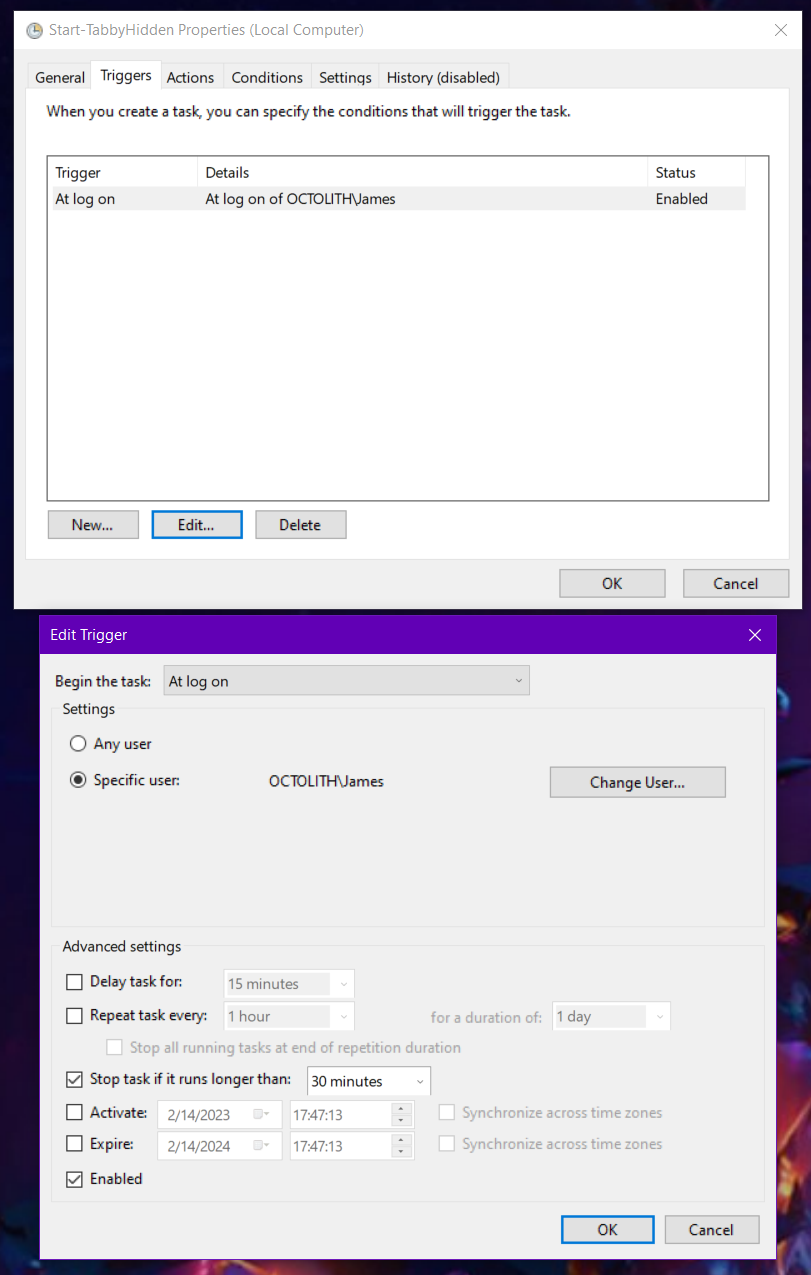 Start-TabbyHidden Properties (Local Computer)
General Triggers Actions Conditions Settings History (disabled)
When you create a task, you can specify the conditions that will trigger the task.
Trigger Details Status
At log on At log on of OCTOLITH\James Enabled
New... Edit... Delete
OK Cancel
Edit Trigger
Begin the task: At log on
Settings
Any user
Specific user: OCTOLITH\James Change User...
Advanced settings
Delay task for: 15 minutes
Repeat task every: 1 hour for a duration of: 1 day
Stop all running tasks at end of repetition duration
Stop task if it runs longer than: 30 minutes
Activate: 2/14/2023 17:47:13 Synchronize across time zones
Expire: 2/14/2024 17:47:13 Synchronize across time zones
Enabled
OK Cancel